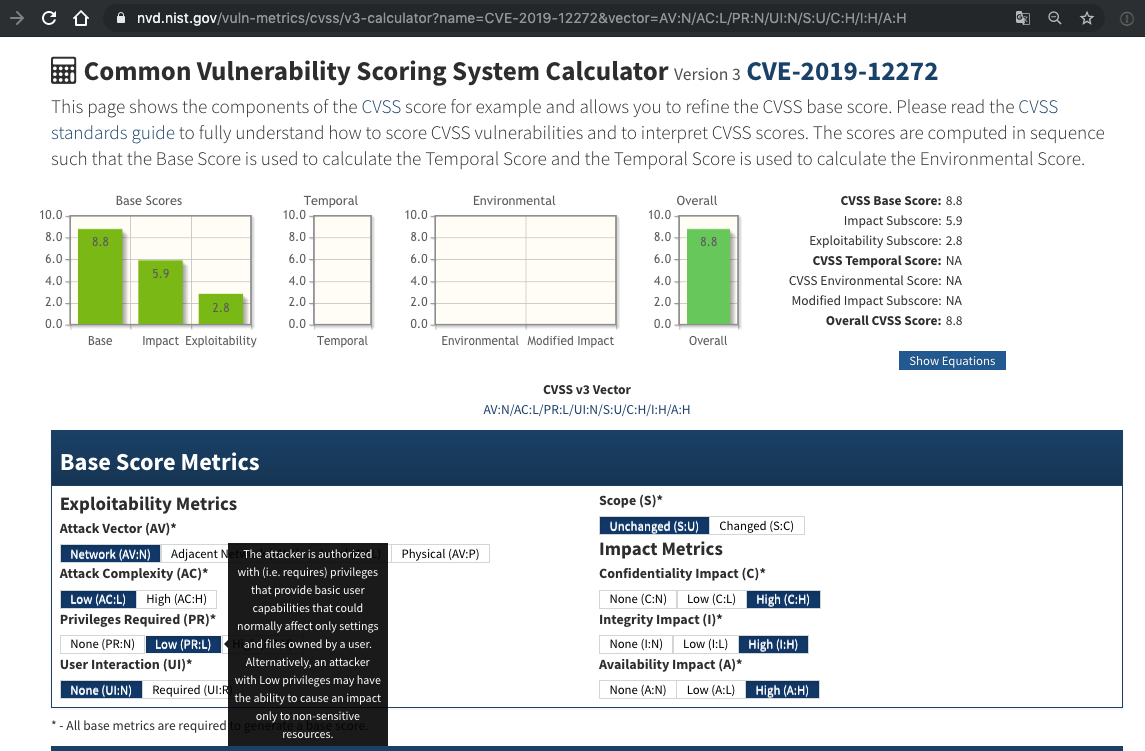 nvd.nist.gov/vuln-metrics/cvss/v3-calculator?name=CVE-2019-12272&vector=AV:N/AC:L/PR:N/UI:N/S:U/C:H/I:H/A:H
Common Vulnerability Scoring System Calculator Version 3 CVE-2019-12272
This page shows the components of the CVSS score for example and allows you to refine the CVSS base score. Please read the CVSS
standards guide to fully understand how to score CVSS vulnerabilities and to interpret CVSS scores. The scores are computed in sequence
such that the Base Score is used to calculate the Temporal Score and the Temporal Score is used to calculate the Environmental Score.
Base Scores
10.0
8.0
6.0
4.0
2.0
0.0
8.8
5.9
2.8
Base Impact Exploitability
Temporal
10.0
8.0
6.0
4.0
2.0
0.0
Temporal
Environmental
10.0
8.0
6.0
4.0
2.0
0.0
Environmental Modified Impact
Overall
10.0
8.0
6.0
4.0
2.0
0.0
8.8
Overall
CVSS Base Score: 8.8
Impact Subscore: 5.9
Exploitability Subscore: 2.8
CVSS Temporal Score: NA
CVSS Environmental Score: NA
Modified Impact Subscore: NA
Overall CVSS Score: 8.8
Show Equations
CVSS v3 Vector
AV:N/AC:L/PR:L/UI:N/S:U/C:H/I:H/A:H
Base Score Metrics
Exploitability Metrics
Attack Vector (AV)*
Network (AV:N) Adjacent Physical (AV:P)
Attack Complexity (AC)*
Low (AC:L) High (AC:H)
Privileges Required (PR)*
None (PR:N) Low (PR:L)
User Interaction (UI)*
None (UI:N) Required (UI:R
* - All base metrics are required to generate a base score.
The attacker is authorized
with (i.e. requires) privileges
that provide basic user
capabilities that could
normally affect only settings
and files owned by a user.
Alternatively, an attacker
with Low privileges may have
the ability to cause an impact
only to non-sensitive
resources.
Scope (S)*
Unchanged (S:U) Changed (S:C)
Impact Metrics
Confidentiality Impact (C)*
None (C:N) Low (C:L) High (C:H)
Integrity Impact (I)*
None (I:N) Low (I:L) High (I:H)
Availability Impact (A)*
None (A:N) Low (A:L) High (A:H)